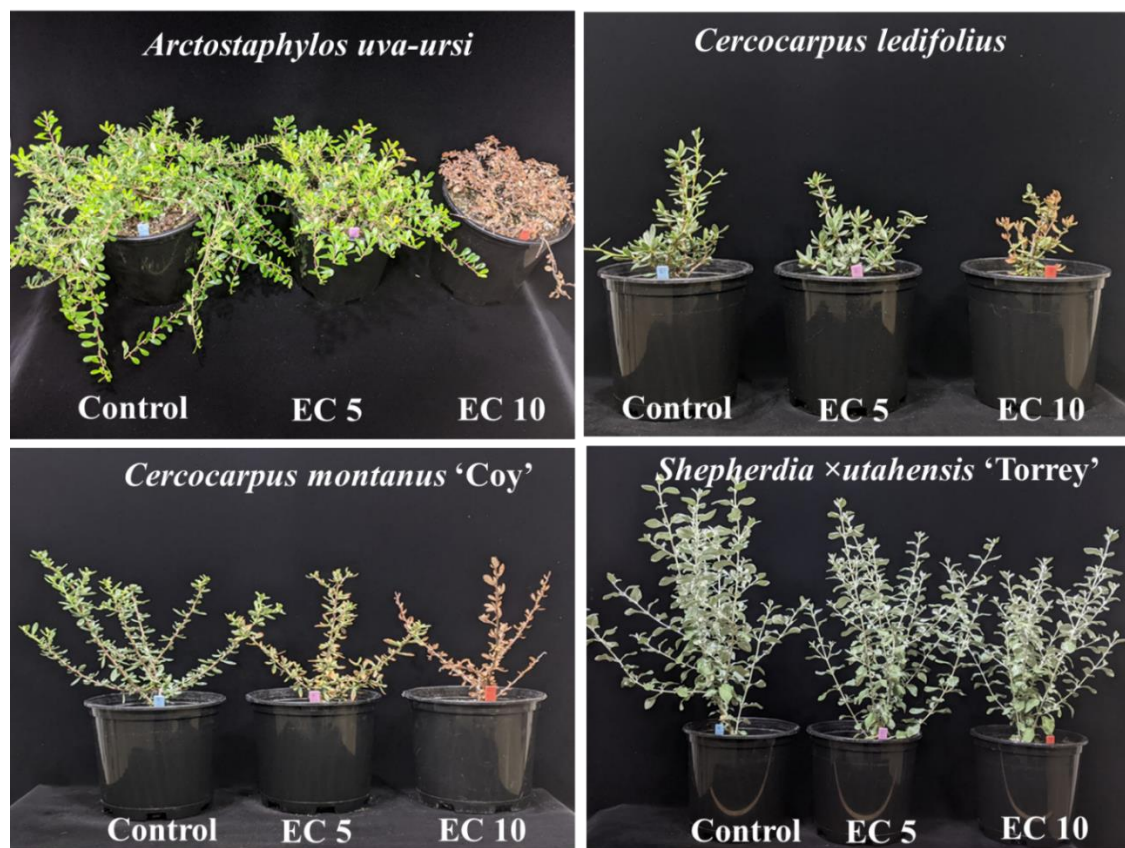 Arctostaphylos uva-ursi
Control EC 5 EC 10
Cercocarpus ledifolius
Control EC 5 EC 10
Cercocarpus montanus ‘Coy’
Control EC 5 EC 10
Shepherdia ×utahensis ‘Torrey’
Control EC 5 EC 10